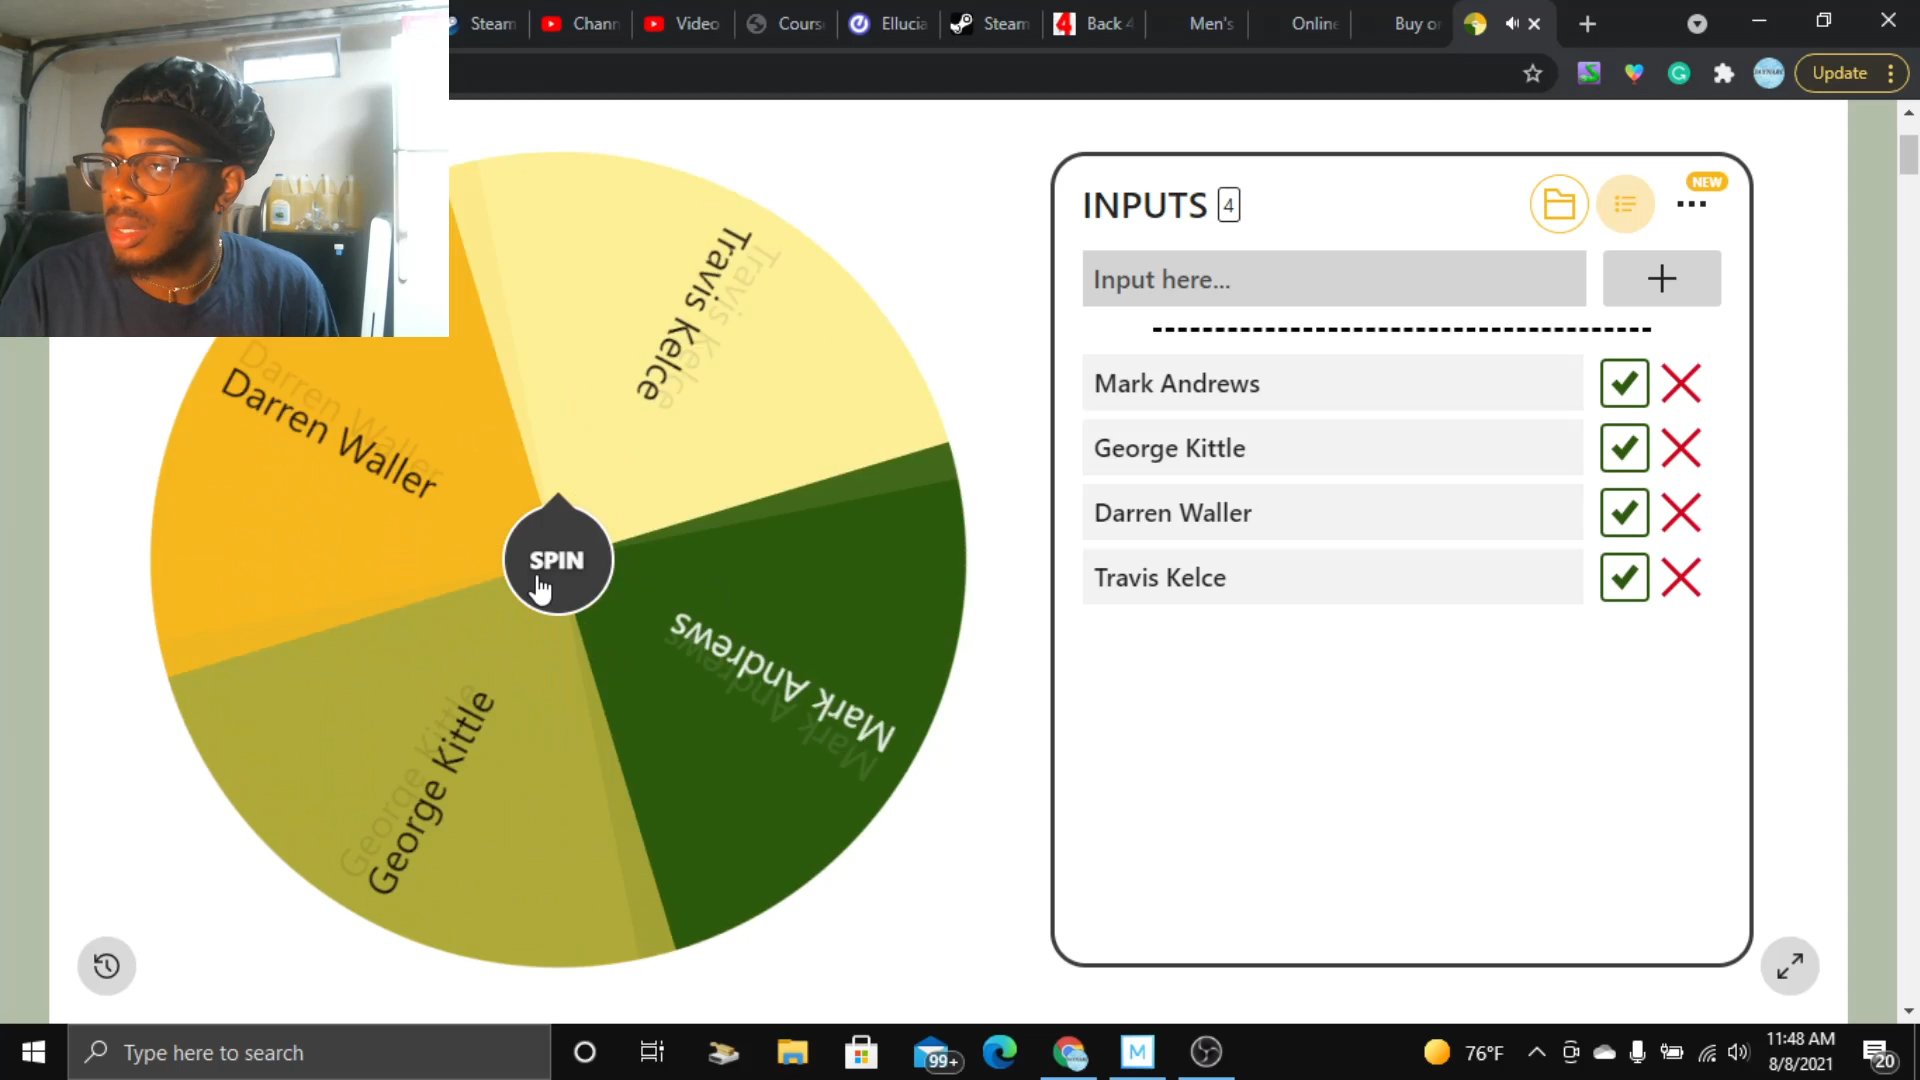 Steam
Chann
Video
Cours
Ellucia
Steam
Back 4
Men's
Online
Buy or
Update
Travis Kelce
Darren Waller
SPIN
Mark Andrews
George Kittle
INPUTS 4
NEW
Input here...
Mark Andrews
George Kittle
Darren Waller
Travis Kelce
Type here to search
99+
M
76°F
11:48 AM
8/8/2021
20